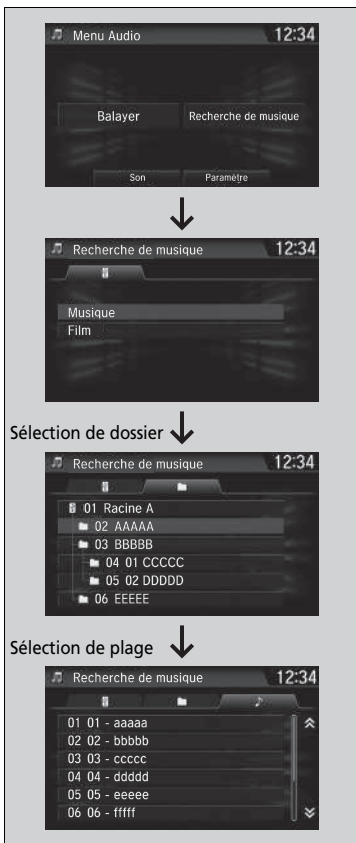 Menu Audio 12:34
Balayer Recherche de musique
Son Paramètre
Recherche de musique 12:34
Musique
Film
Sélection de dossier
Recherche de musique 12:34
01 Racine A
02 AAAAA
03 BBBBB
04 01 CCCCC
05 02 DDDDD
06 EEEEE
Sélection de plage
Recherche de musique 12:34
01 01 - aaaaa
02 02 - bbbbb
03 03 - ccccc
04 04 - ddddd
05 05 - eeeee
06 06 - fffff